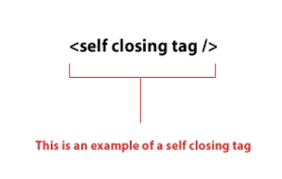 <self closing tag />
This is an example of a self closing tag